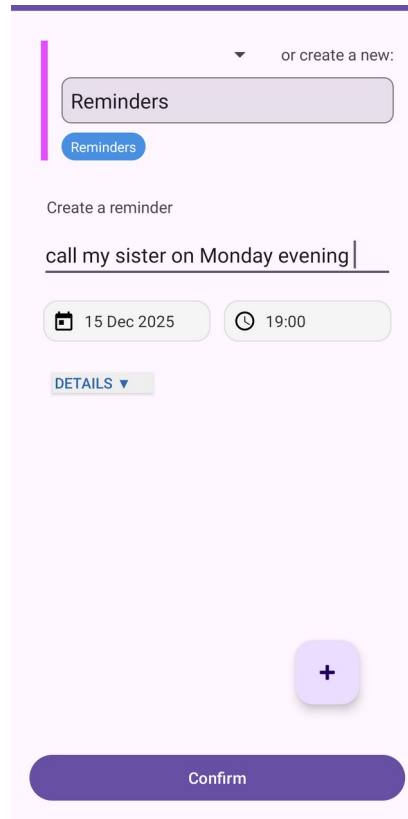 or create a new:
Reminders
Reminders
Create a reminder
call my sister on Monday evening
15 Dec 2025
19:00
DETAILS ▼
+
Confirm